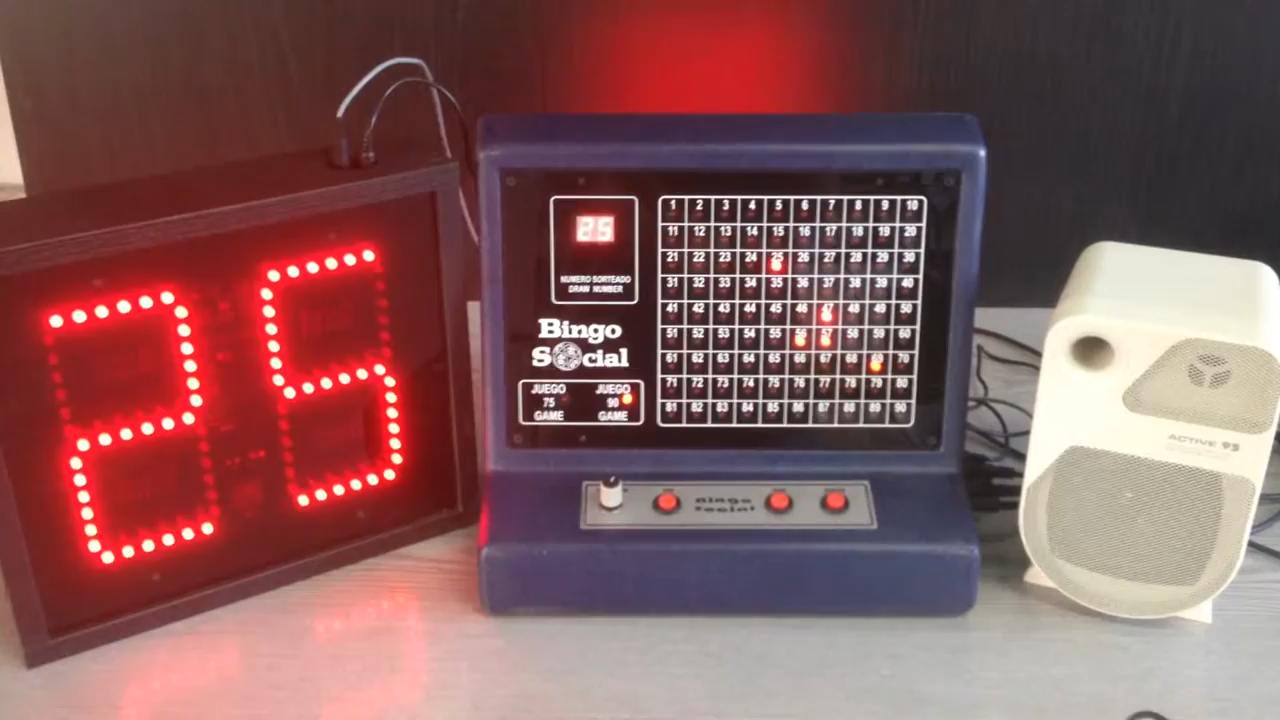 25
25
NUMERO SORTEADO
DRAW NUMBER
Bingo
Social
JUEGO JUEGO
75 90
GAME GAME
1 2 3 4 5 6 7 8 9 10
11 12 13 14 15 16 17 18 19 20
21 22 23 24 25 26 27 28 29 30
31 32 33 34 35 36 37 38 39 40
41 42 43 44 45 46 47 48 49 50
51 52 53 54 55 56 57 58 59 60
61 62 63 64 65 66 67 68 69 70
71 72 73 74 75 76 77 78 79 80
81 82 83 84 85 86 87 88 89 90
Bingo
Social
ACTIVE 95